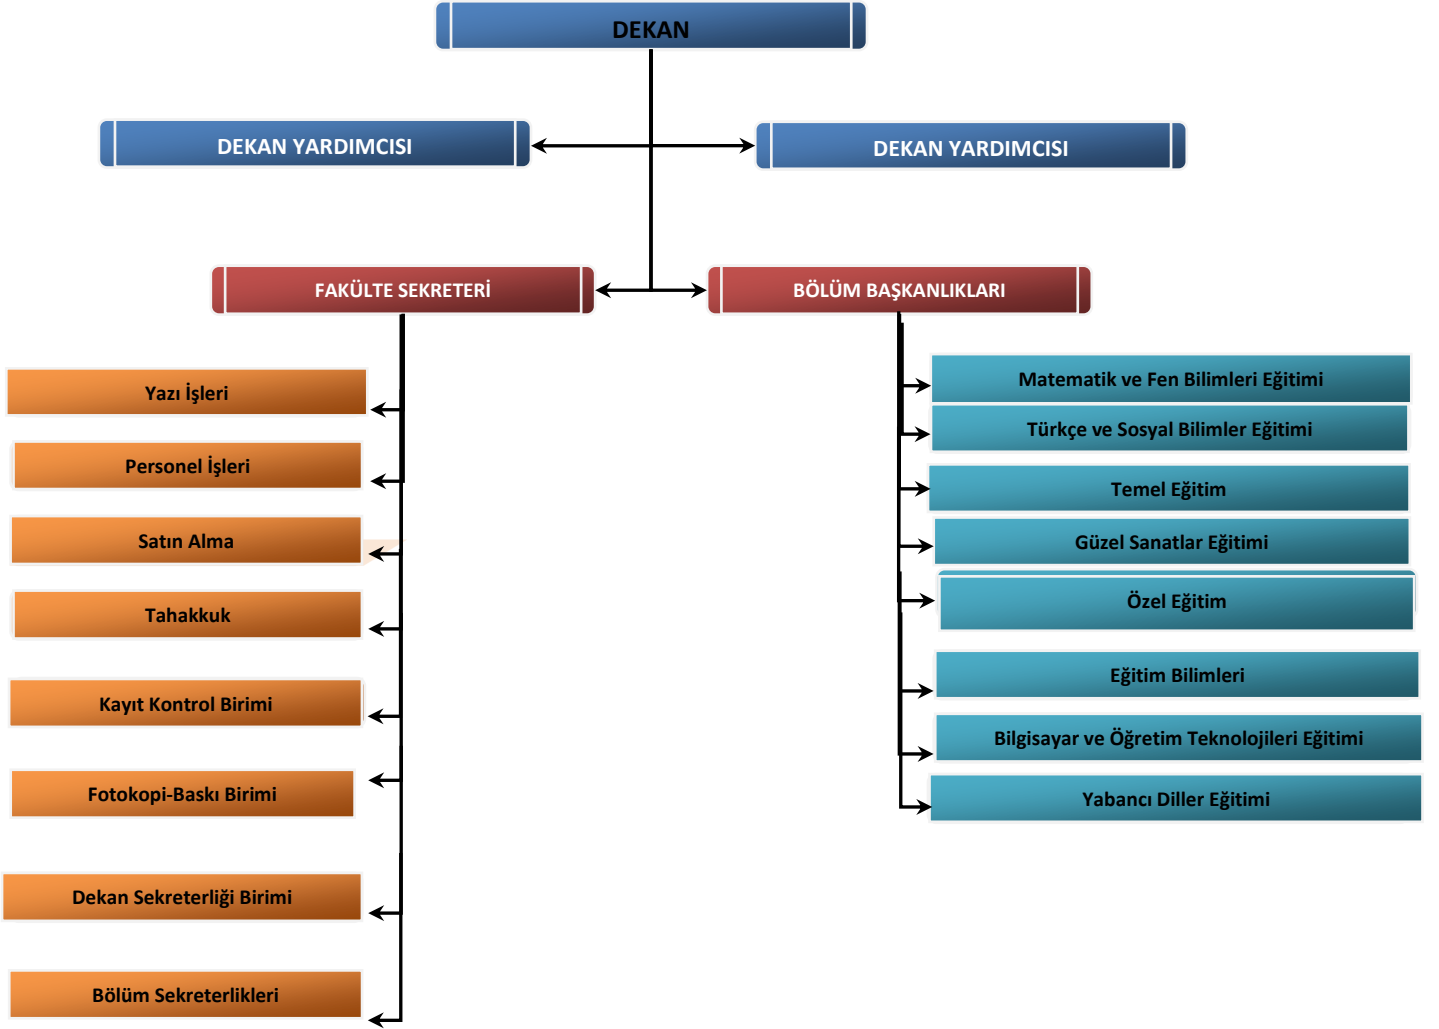 DEKAN
DEKAN YARDIMCISI
DEKAN YARDIMCISI
FAKÜLTE SEKRETERİ
BÖLÜM BAŞKANLIKLARI
Yazı İşleri
Personel İşleri
Satın Alma
Tahakkuk
Kayıt Kontrol Birimi
Fotokopi-Baskı Birimi
Dekan Sekreterliği Birimi
Bölüm Sekreterlikleri
Matematik ve Fen Bilimleri Eğitimi
Türkçe ve Sosyal Bilimler Eğitimi
Temel Eğitim
Güzel Sanatlar Eğitimi
Özel Eğitim
Eğitim Bilimleri
Bilgisayar ve Öğretim Teknolojileri Eğitimi
Yabancı Diller Eğitimi